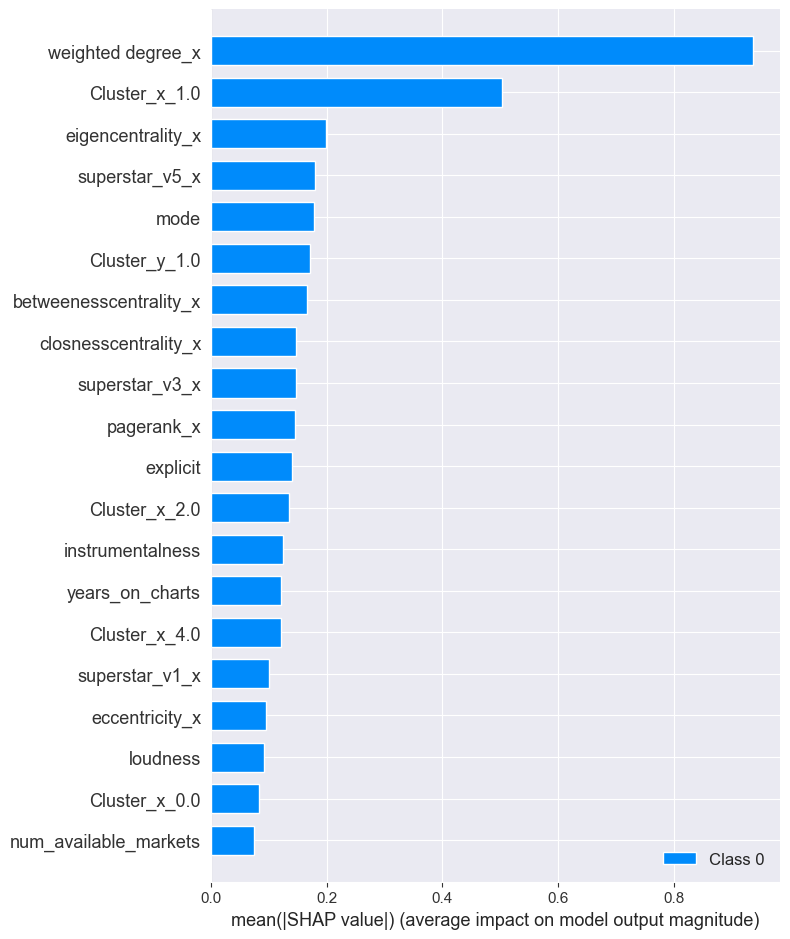 weighted degree_x
Cluster_x_1.0
eigencentrality_x
superstar_v5_x
mode
Cluster_y_1.0
betweenesscentrality_x
closnesscentrality_x
superstar_v3_x
pagerank_x
explicit
Cluster_x_2.0
instrumentalness
years_on_charts
Cluster_x_4.0
superstar_v1_x
eccentricity_x
loudness
Cluster_x_0.0
num_available_markets
Class 0
0.0 0.2 0.4 0.6 0.8
mean(|SHAP value|) (average impact on model output magnitude)